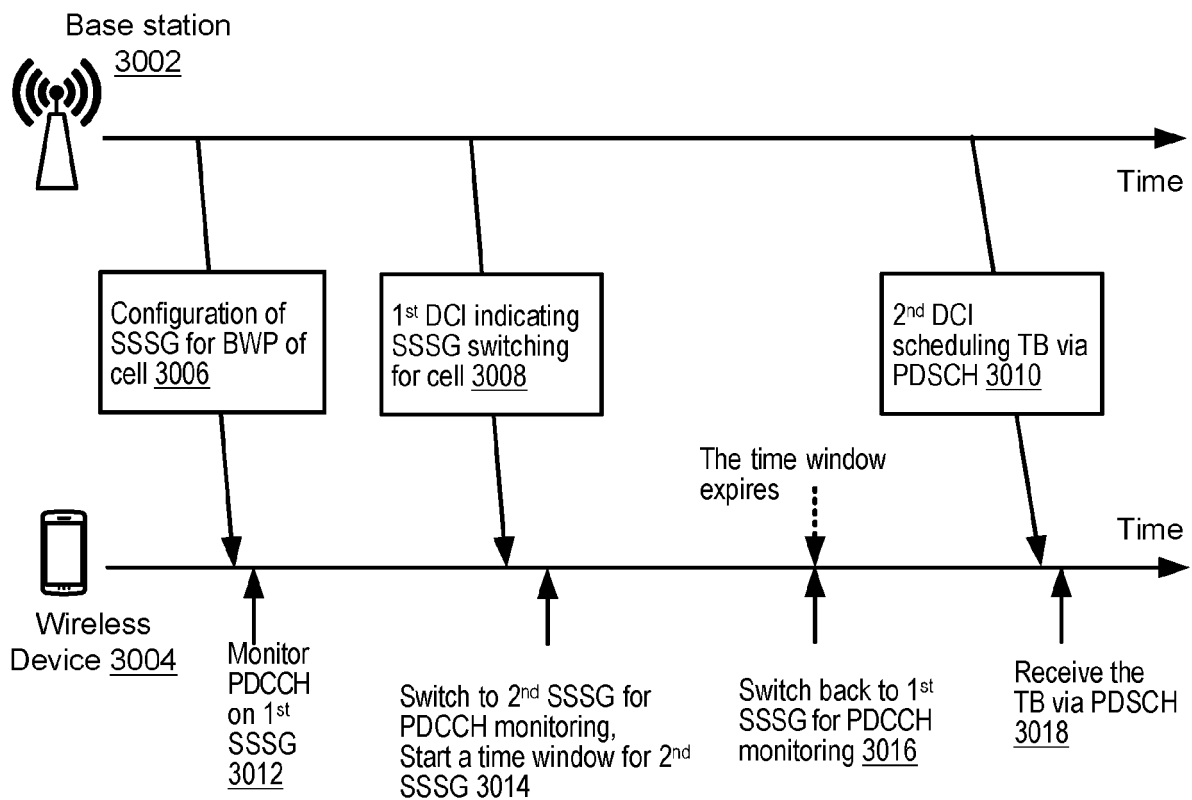 Base station
3002
Time
Configuration of
SSSG for BWP of
cell 3006
1st DCI indicating
SSSG switching
for cell 3008
2nd DCI
scheduling TB via
PDSCH 3010
The time window
expires
Time
Wireless
Device 3004
Monitor
PDCCH
on 1st
SSSG
3012
Switch to 2nd SSSG for
PDCCH monitoring,
Start a time window for 2nd
SSSG 3014
Switch back to 1st
SSSG for PDCCH
monitoring 3016
Receive the
TB via PDSCH
3018